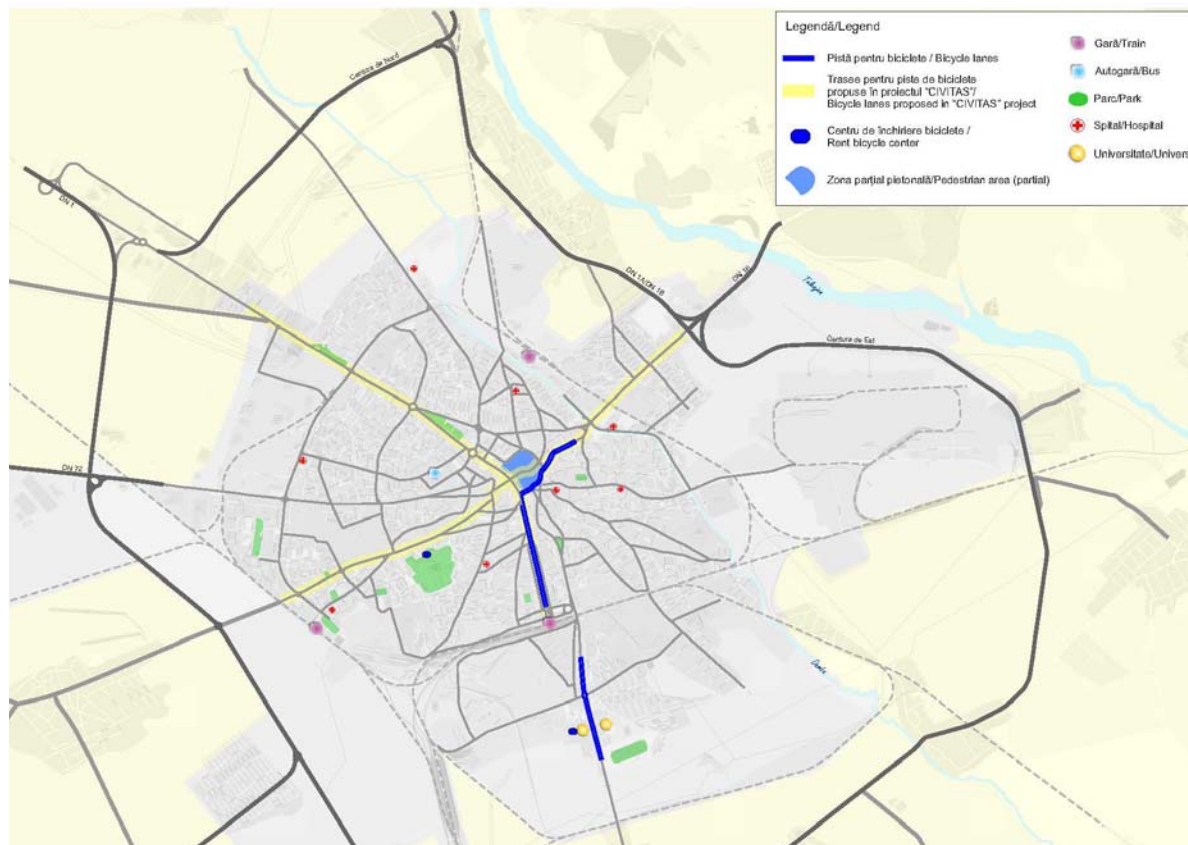 Legendă/Legend
Pistă pentru biciclete / Bicycle lanes
Trasee pentru piste de biciclete
propuse în proiectul "CIVITAS"/
Bicycle lanes proposed in "CIVITAS" project
Centru de închiriere biciclete /
Rent bicycle center
Zona parțial pietonală/Pedestrian area (partial)
Gară/Train
Autogară/Bus
Parc/Park
Spital/Hospital
Universitate/Univers
Centura de Nord
DN 1
DN 1A/DN 1B
DN 1B
Centura de Est
DN 72